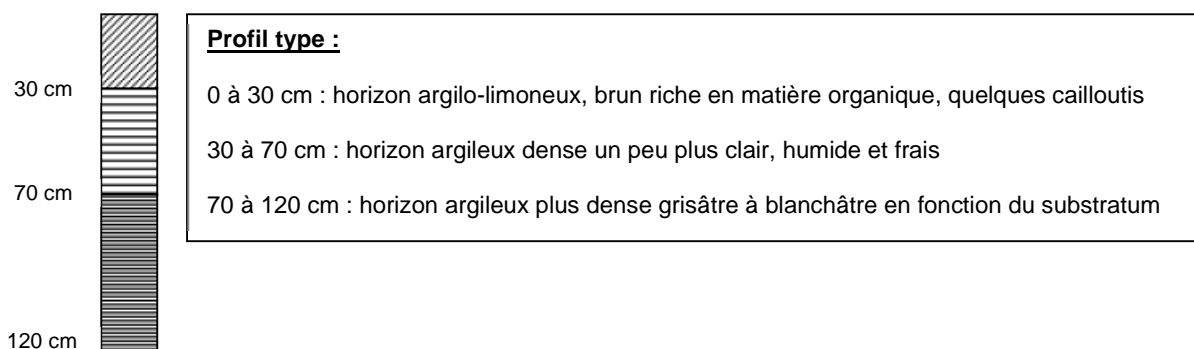 Profil type :
30 cm
0 à 30 cm : horizon argilo-limoneux, brun riche en matière organique, quelques cailloutis
30 à 70 cm : horizon argileux dense un peu plus clair, humide et frais
70 cm
70 à 120 cm : horizon argileux plus dense grisâtre à blanchâtre en fonction du substratum
120 cm